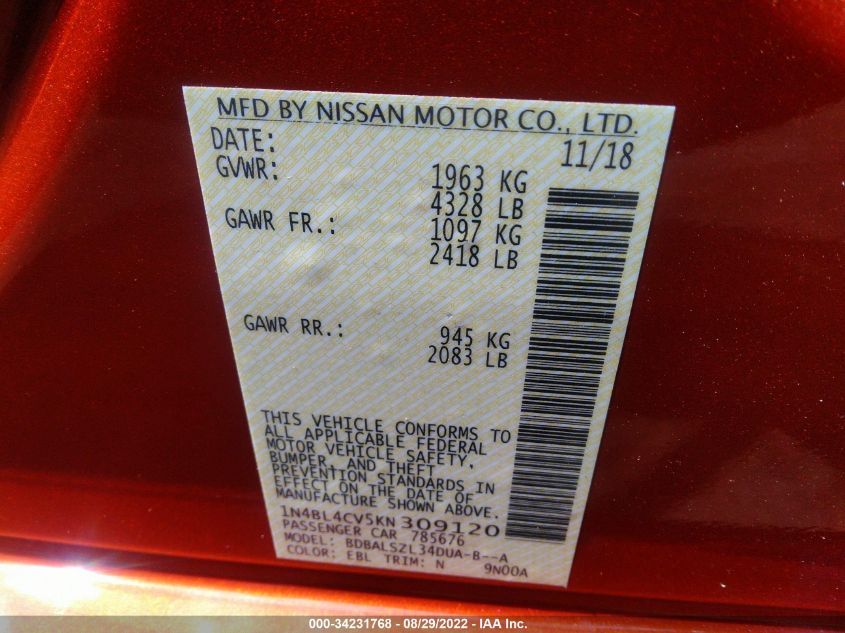 MFD BY NISSAN MOTOR CO., LTD.
DATE: 11/18
GVWR: 1963 KG
4328 LB
GAWR FR.: 1097 KG
2418 LB
GAWR RR.: 945 KG
2083 LB
THIS VEHICLE CONFORMS TO
ALL APPLICABLE FEDERAL
MOTOR VEHICLE SAFETY,
BUMPER, AND THEFT
PREVENTION STANDARDS IN
EFFECT ON THE DATE OF
MANUFACTURE SHOWN ABOVE.
1N4BL4CV5KN309120
PASSENGER CAR 785676
MODEL: BDBALSZL34DUA-B--A
COLOR: EBL TRIM: N 9N00A
000-34231768 - 08/29/2022 - IAA Inc.